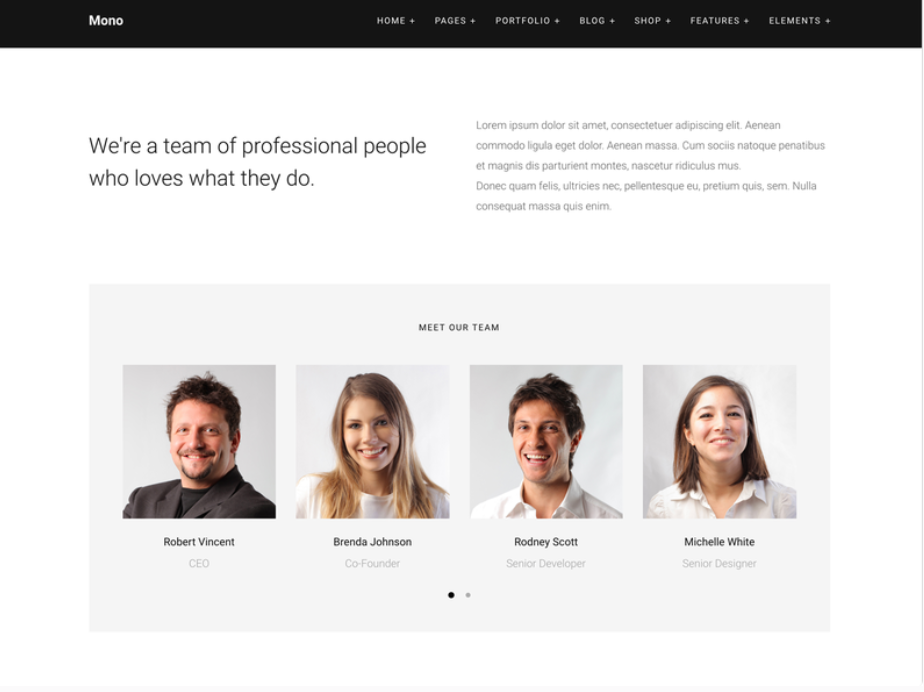 Mono
HOME + PAGES + PORTFOLIO + BLOG + SHOP + FEATURES + ELEMENTS +
We're a team of professional people
who loves what they do.
Lorem ipsum dolor sit amet, consectetuer adipiscing elit. Aenean
commodo ligula eget dolor. Aenean massa. Cum sociis natoque penatibus
et magnis dis parturient montes, nascetur ridiculus mus.
Donec quam felis, ultricies nec, pellentesque eu, pretium quis, sem. Nulla
consequat massa quis enim.
MEET OUR TEAM
Robert Vincent
CEO
Brenda Johnson
Co-Founder
Rodney Scott
Senior Developer
Michelle White
Senior Designer